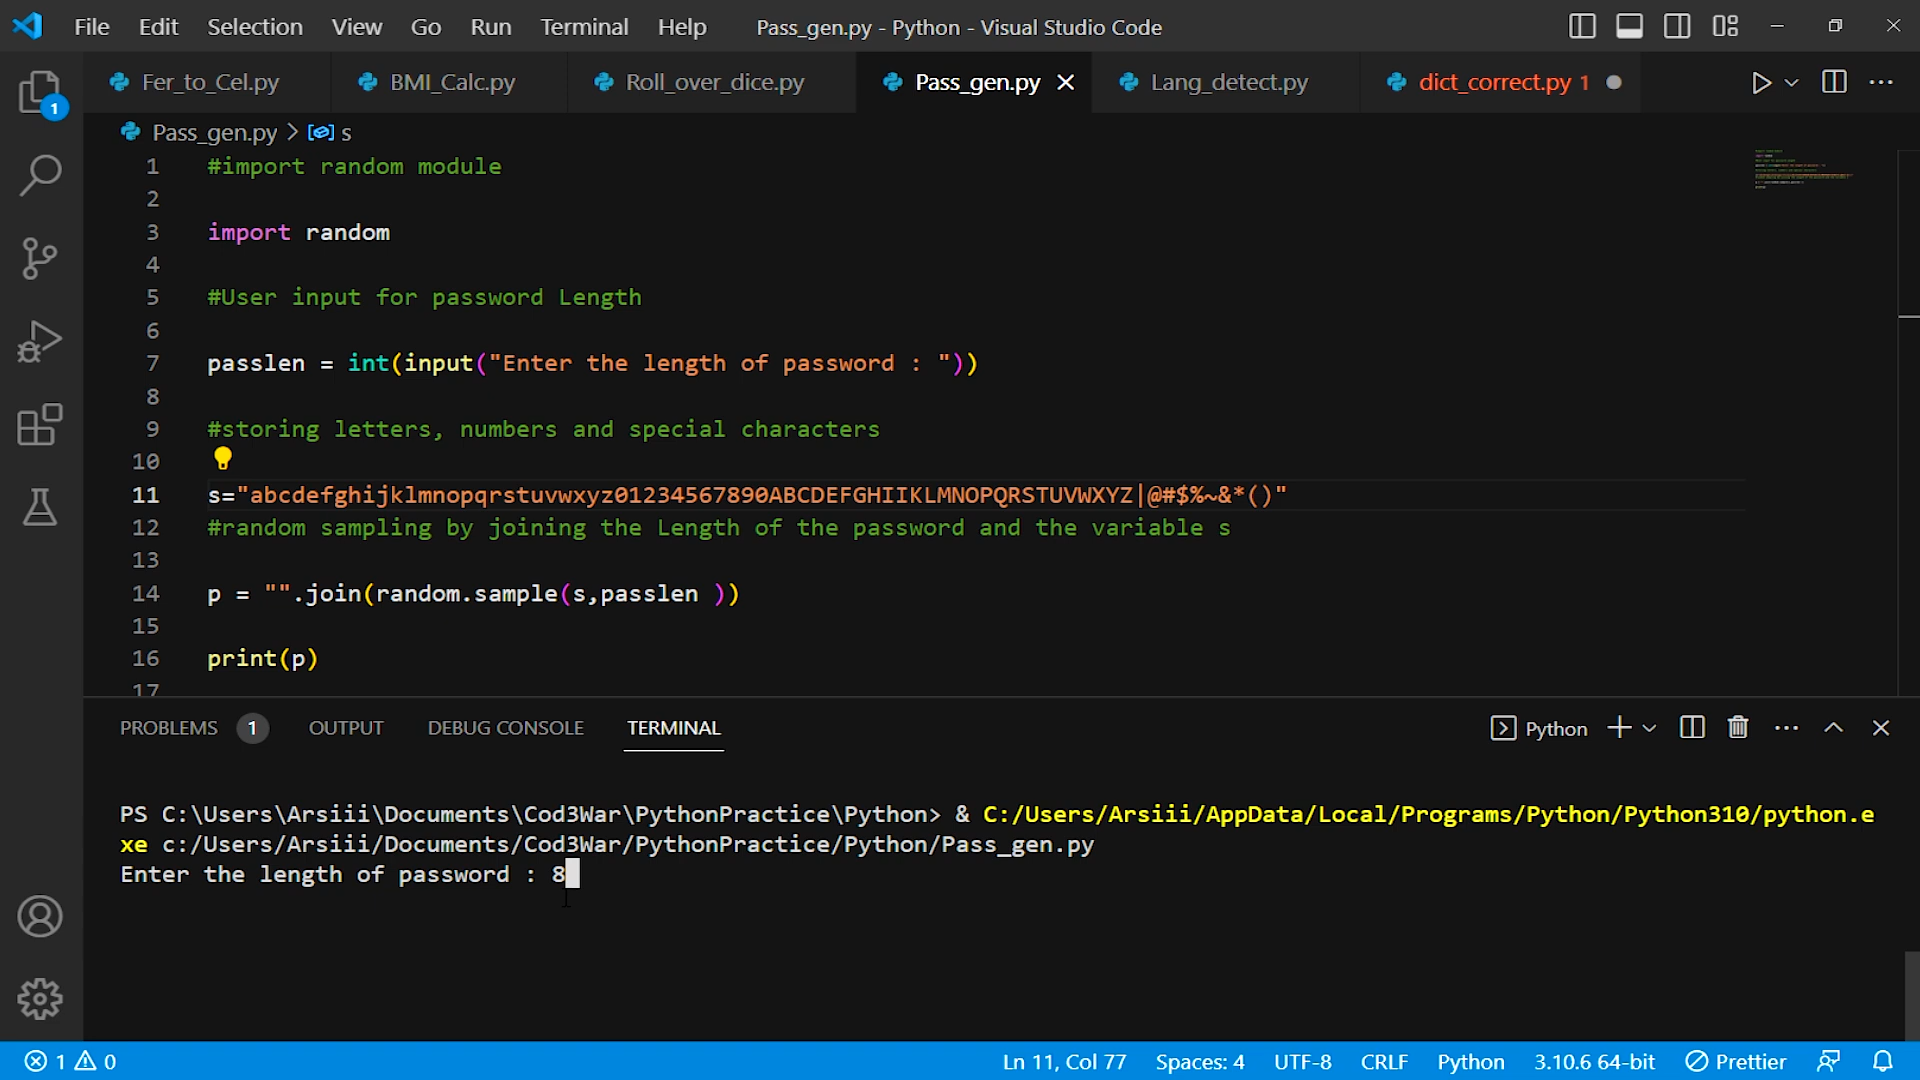 File Edit Selection View Go Run Terminal Help Pass_gen.py - Python - Visual Studio Code
Fer_to_Cel.py BMI_Calc.py Roll_over_dice.py Pass_gen.py Lang_detect.py dict_correct.py 1
1
Pass_gen.py > s
1 #import random module
2
3 import random
4
5 #User input for password Length
6
7 passlen = int(input("Enter the length of password : "))
8
9 #storing letters, numbers and special characters
10
11 s="abcdefghijklmnopqrstuvwxyz01234567890ABCDEFGHIIKLMNOPQRSTUVWXYZ|@#$%~&*()"
12 #random sampling by joining the Length of the password and the variable s
13
14 p = "".join(random.sample(s,passlen ))
15
16 print(p)
17
PROBLEMS 1 OUTPUT DEBUG CONSOLE TERMINAL Python
PS C:\Users\Arsiii\Documents\Cod3War\PythonPractice\Python> & C:/Users/Arsiii/AppData/Local/Programs/Python/Python310/python.e
xe c:/Users/Arsiii/Documents/Cod3War/PythonPractice/Python/Pass_gen.py
Enter the length of password : 8
1 0 Ln 11, Col 77 Spaces: 4 UTF-8 CRLF Python 3.10.6 64-bit Prettier